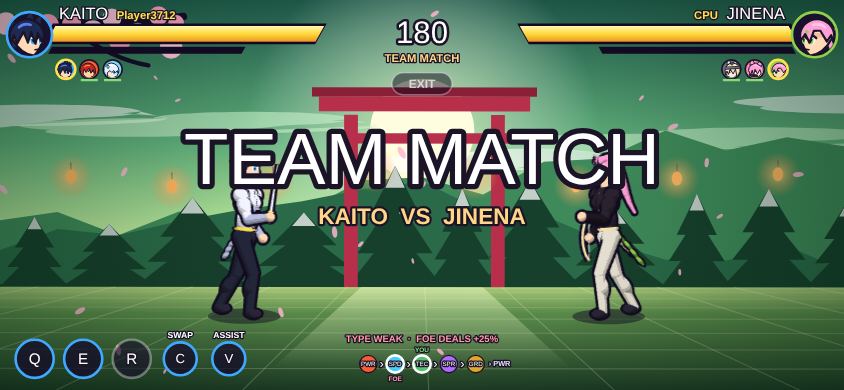 KAITO Player3712
180
CPU JINENA
TEAM MATCH
EXIT
TEAM MATCH
KAITO VS JINENA
SWAP ASSIST
Q E R C V
TYPE WEAK · FOE DEALS +25%
YOU
PWR › SPD › TEC › SPR › GRD › PWR
FOE